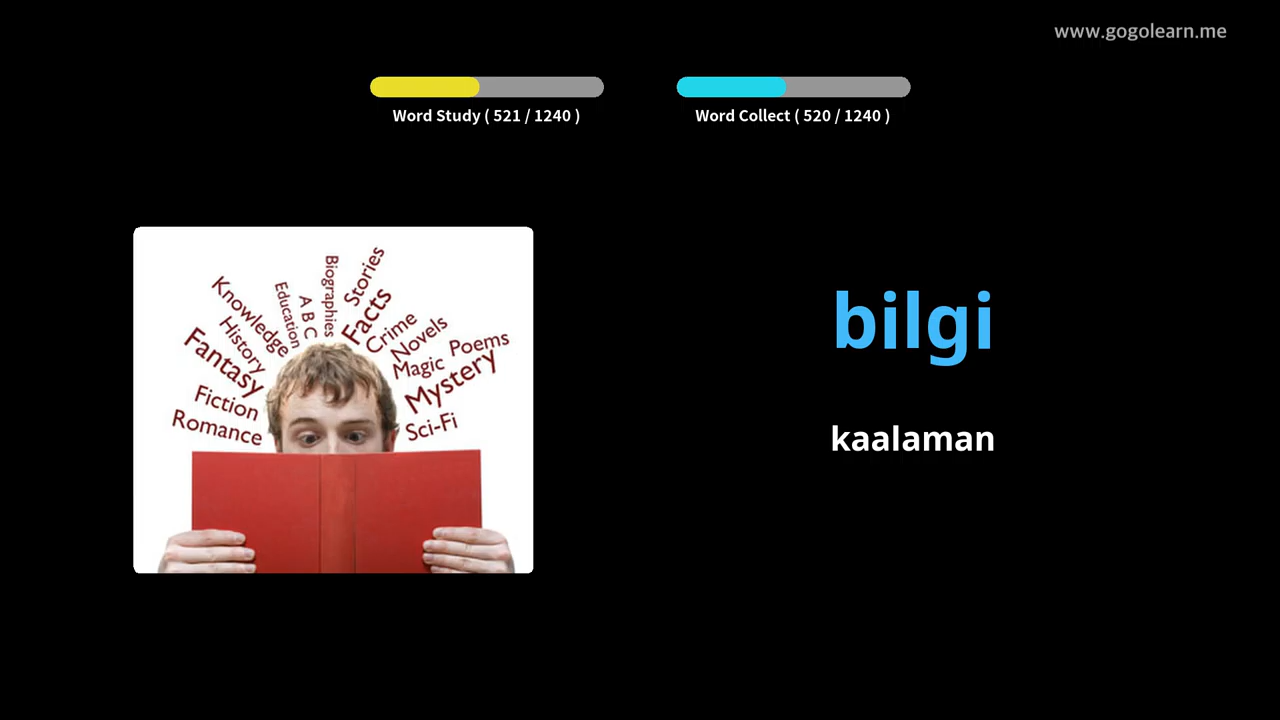 www.gogolearn.me
Word Study ( 521 / 1240 )
Word Collect ( 520 / 1240 )
Romance
Fiction
Fantasy
History
Knowledge
Education
A B C
Biographies
Stories
Facts
Crime
Novels
Magic
Poems
Mystery
Sci-Fi
bilgi
kaalaman